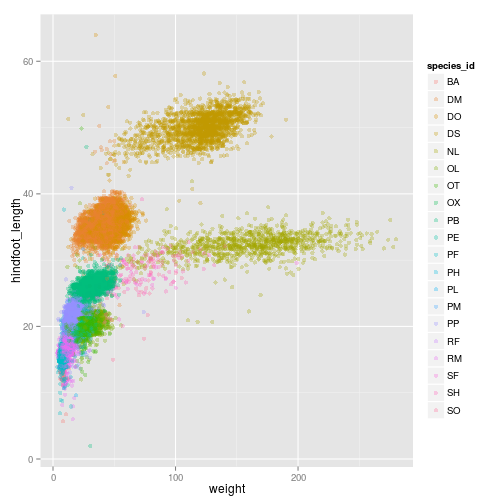 60
40
20
0
0
100
200
hindfoot_length
weight
species_id
BA
DM
DO
DS
NL
OL
OT
OX
PB
PE
PF
PH
PL
PM
PP
RF
RM
SF
SH
SO